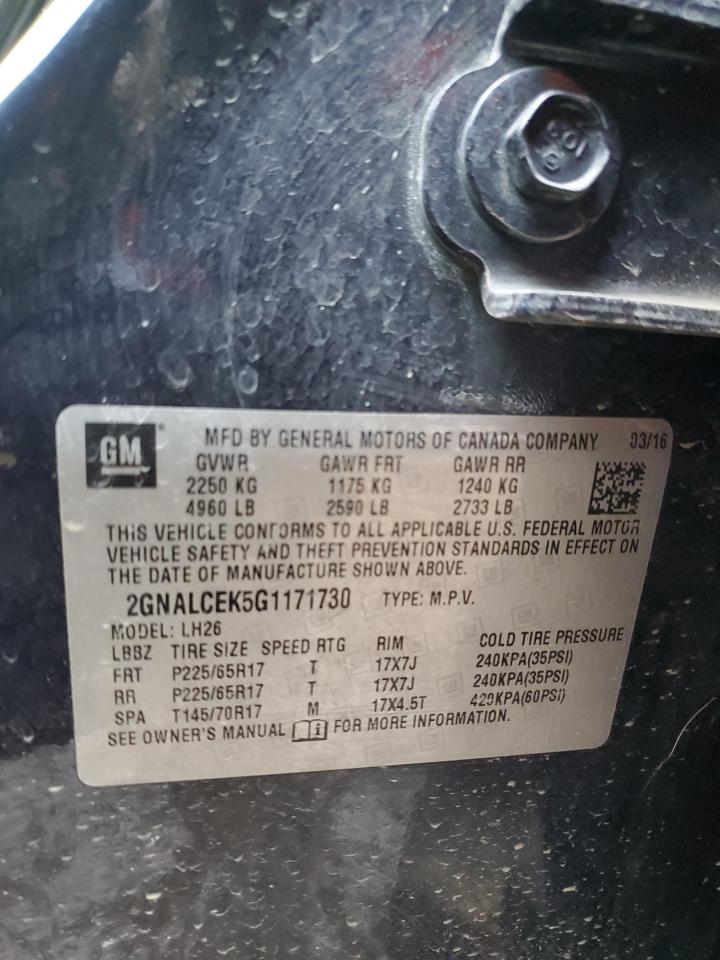 GM MFD BY GENERAL MOTORS OF CANADA COMPANY 03/16
GVWR GAWR FRT GAWR RR
2250 KG 1175 KG 1240 KG
4960 LB 2590 LB 2733 LB
THIS VEHICLE CONFORMS TO ALL APPLICABLE U.S. FEDERAL MOTOR
VEHICLE SAFETY AND THEFT PREVENTION STANDARDS IN EFFECT ON
THE DATE OF MANUFACTURE SHOWN ABOVE.
2GNALCEK5G1171730 TYPE: M.P.V.
MODEL: LH26
LBBZ TIRE SIZE SPEED RTG RIM COLD TIRE PRESSURE
FRT P225/65R17 T 17X7J 240KPA(35PSI)
RR P225/65R17 T 17X7J 240KPA(35PSI)
SPA T145/70R17 M 17X4.5T 420KPA(60PSI)
SEE OWNER'S MANUAL FOR MORE INFORMATION.